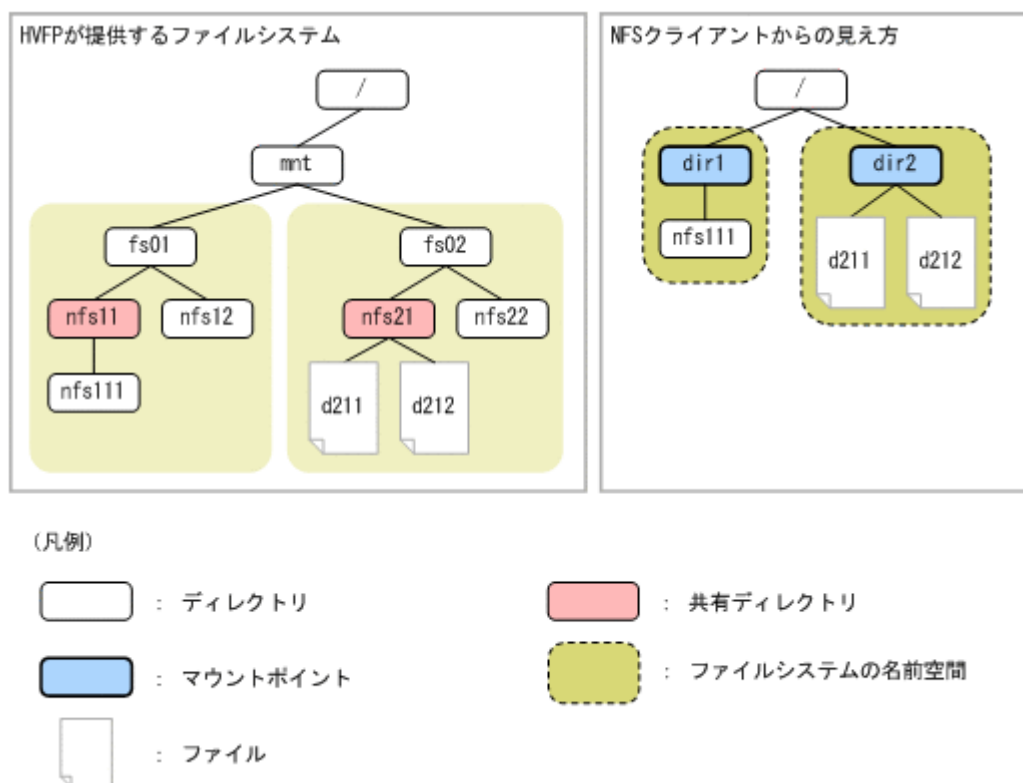 HVFPが提供するファイルシステム
/
mnt
fs01
fs02
nfs11
nfs12
nfs21
nfs22
nfs111
d211
d212
NFSクライアントからの見え方
/
dir1
dir2
nfs111
d211
d212
(凡例)
: ディレクトリ
: 共有ディレクトリ
: マウントポイント
: ファイルシステムの名前空間
: ファイル